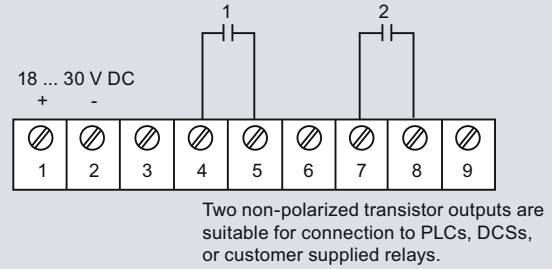 1 2
18 ... 30 V DC
+ -
1 2 3 4 5 6 7 8 9
Two non-polarized transistor outputs are
suitable for connection to PLCs, DCSs,
or customer supplied relays.